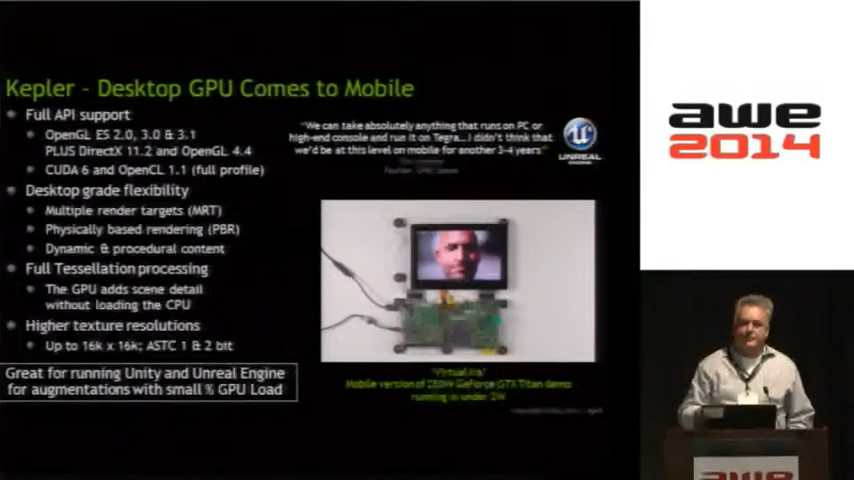 Kepler – Desktop GPU Comes to Mobile
Full API support
OpenGL ES 2.0, 3.0 & 3.1
PLUS DirectX 11.2 and OpenGL 4.4
CUDA 6 and OpenCL 1.1 (full profile)
Desktop grade flexibility
Multiple render targets (MRT)
Physically based rendering (PBR)
Dynamic & procedural content
Full Tessellation processing
The GPU adds scene detail
without loading the CPU
Higher texture resolutions
Up to 16k x 16k; ASTC 1 & 2 bit
Great for running Unity and Unreal Engine
for augmentations with small % GPU Load
"We can take absolutely anything that runs on PC or
high-end console and run it on Tegra... I didn't think that
we'd be at this level on mobile for another 3-4 years"
UNREAL
Mobile version of GeForce GTX Titan demo
running in under 2W
awe
2014
awe